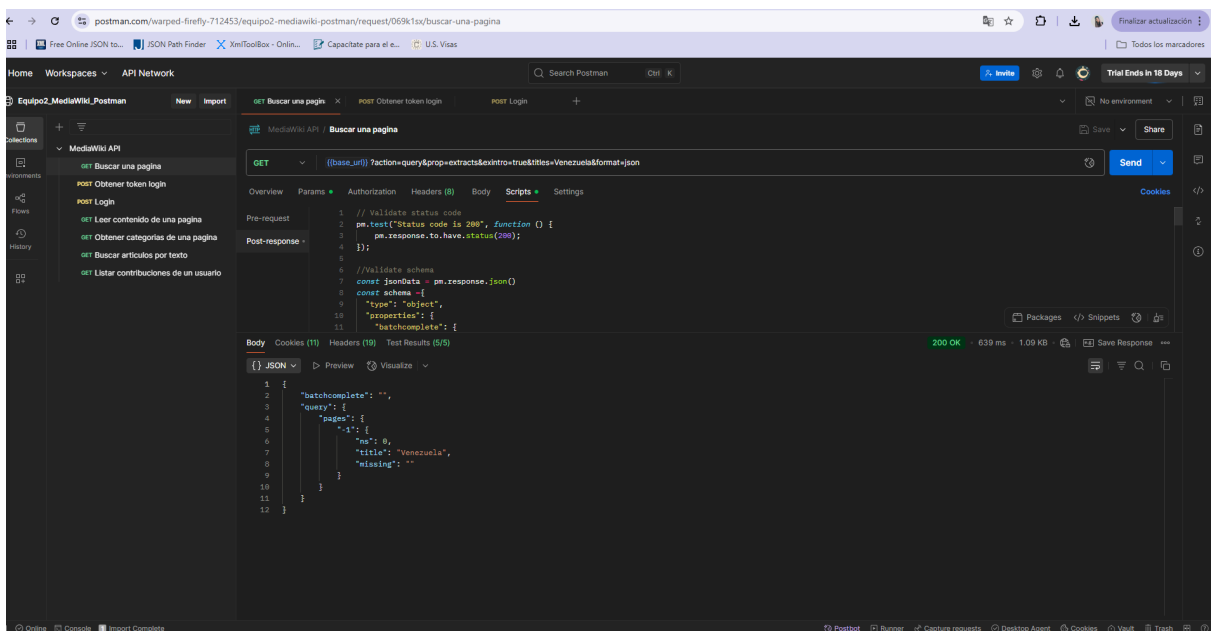 postman.com/warped-firefly-712453/equipo2-mediawiki-postman/request/069k1sx/buscar-una-pagina
Finalizar actualización
Free Online JSON to...
JSON Path Finder
XmlToolBox - Onlin...
Capacítate para el e...
U.S. Visas
Todos los marcadores
Home Workspaces API Network
Search Postman Ctrl K
Invite
Trial Ends in 18 Days
Equipo2_MediaWiki_Postman New Import
GET Buscar una pagin
POST Obtener token login
POST Login
No environment
Collections
MediaWiki API
GET Buscar una pagina
POST Obtener token login
POST Login
GET Leer contenido de una pagina
GET Obtener categorias de una pagina
GET Buscar articulos por texto
GET Listar contribuciones de un usuario
Environments
Flows
History
MediaWiki API / Buscar una pagina
Save Share
GET {{base_url}} ?action=query&prop=extracts&exintro=true&titles=Venezuela&format=json
Send
Overview Params Authorization Headers (8) Body Scripts Settings
Cookies
Pre-request
Post-response
1 // Validate status code
2 pm.test("Status code is 200", function () {
3 pm.response.to.have.status(200);
4 });
5
6 //Validate schema
7 const jsonData = pm.response.json()
8 const schema ={
9 "type": "object",
10 "properties": {
11 "batchcomplete": {
Packages </> Snippets
Body Cookies (11) Headers (19) Test Results (5/5)
200 OK 639 ms 1.09 KB Save Response
{} JSON Preview Visualize
1 {
2 "batchcomplete": "",
3 "query": {
4 "pages": {
5 "-1": {
6 "ns": 0,
7 "title": "Venezuela",
8 "missing": ""
9 }
10 }
11 }
12 }
Online Console Import Complete
Postbot Runner Capture requests Desktop Agent Cookies Vault Trash